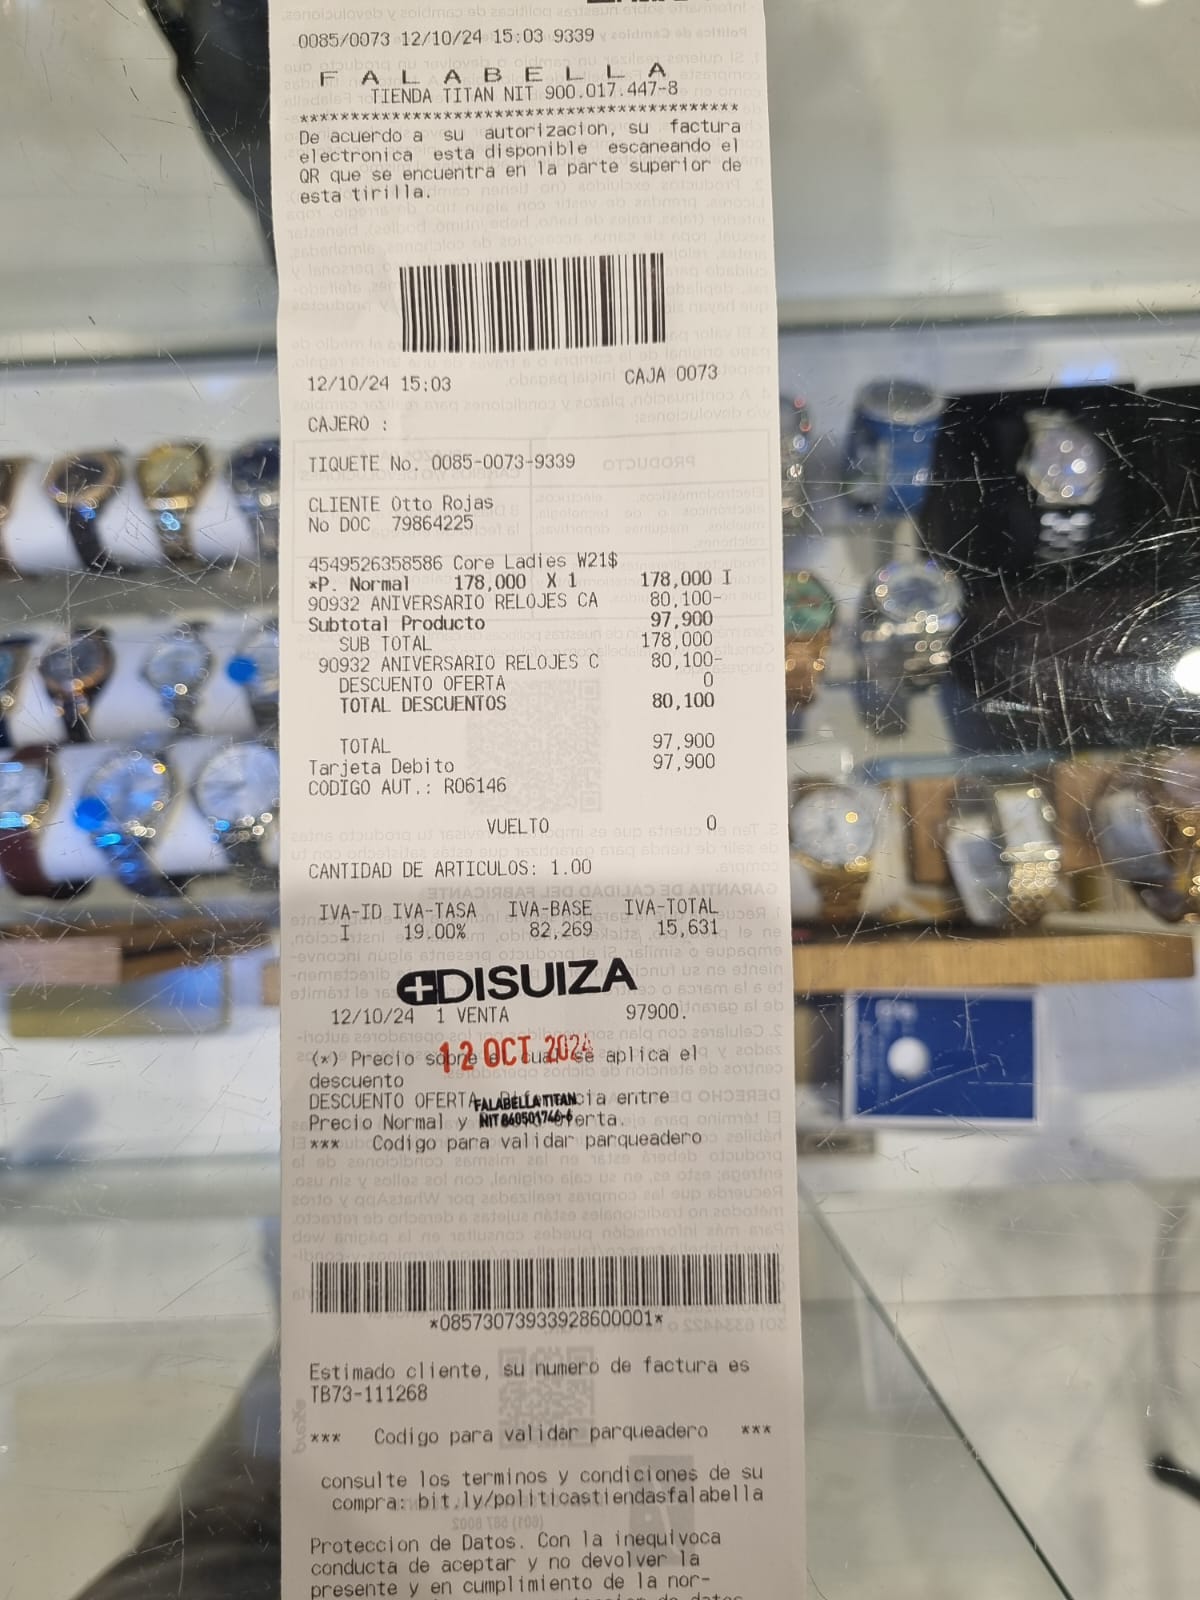 0085/0073 12/10/24 15:03 9339
F A L A B E L L A
TIENDA TITAN NIT 900.017.447-8
******************************************
De acuerdo a su autorizacion, su factura
electronica esta disponible escaneando el
QR que se encuentra en la parte superior de
esta tirilla.
12/10/24 15:03 CAJA 0073
CAJERO :
TIQUETE No. 0085-0073-9339
CLIENTE Otto Rojas
No DOC 79864225
4549526358586 Core Ladies W21$
*P. Normal 178,000 X 1 178,000 I
90932 ANIVERSARIO RELOJES CA 80,100-
Subtotal Producto 97,900
SUB TOTAL 178,000
90932 ANIVERSARIO RELOJES C 80,100-
DESCUENTO OFERTA 0
TOTAL DESCUENTOS 80,100
TOTAL 97,900
Tarjeta Debito 97,900
CODIGO AUT.: R06146
VUELTO 0
CANTIDAD DE ARTICULOS: 1.00
IVA-ID IVA-TASA IVA-BASE IVA-TOTAL
I 19.00% 82,269 15,631
DISUIZA
12/10/24 1 VENTA 97900.
12 OCT 2024
(*) Precio sobre el cual se aplica el
descuento
DESCUENTO OFERTA entre
FALABELLA TITAN
Precio Normal y Oferta.
NIT 860501746-6
*** Codigo para validar parqueadero
*08573073933928600001*
Estimado cliente, su numero de factura es
TB73-111268
*** Codigo para validar parqueadero ***
consulte los terminos y condiciones de su
compra: bit.ly/politicastiendasfalabella
Proteccion de Datos. Con la inequivoca
conducta de aceptar y no devolver la
presente y en cumplimiento de la nor-